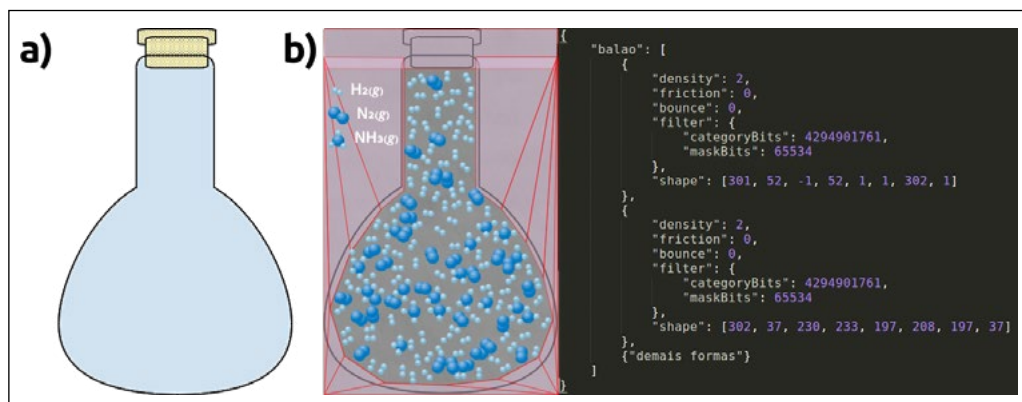 a)
b)
H₂(g)
N₂(g)
NH₃(g)
{
"balao": [
{
"density": 2,
"friction": 0,
"bounce": 0,
"filter": {
"categoryBits": 4294901761,
"maskBits": 65534
},
"shape": [301, 52, -1, 52, 1, 1, 302, 1]
},
{
"density": 2,
"friction": 0,
"bounce": 0,
"filter": {
"categoryBits": 4294901761,
"maskBits": 65534
},
"shape": [302, 37, 230, 233, 197, 208, 197, 37]
},
{"demais formas"}
]
}